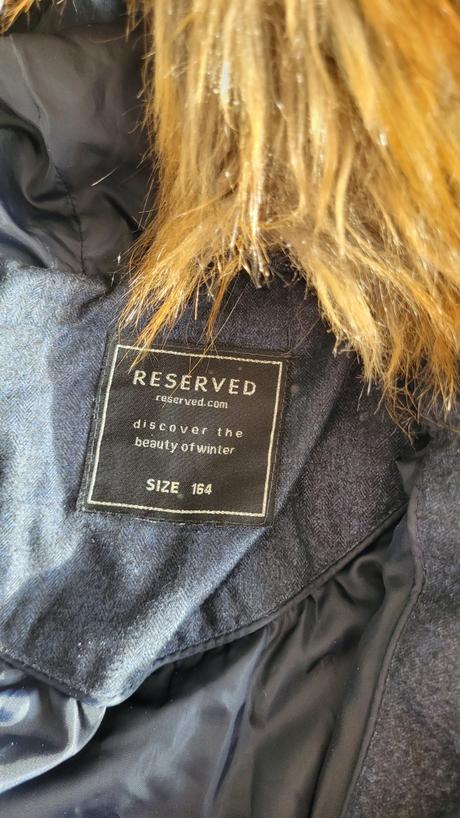 RESERVED
reserved.com
discover the
beauty of winter
SIZE 164